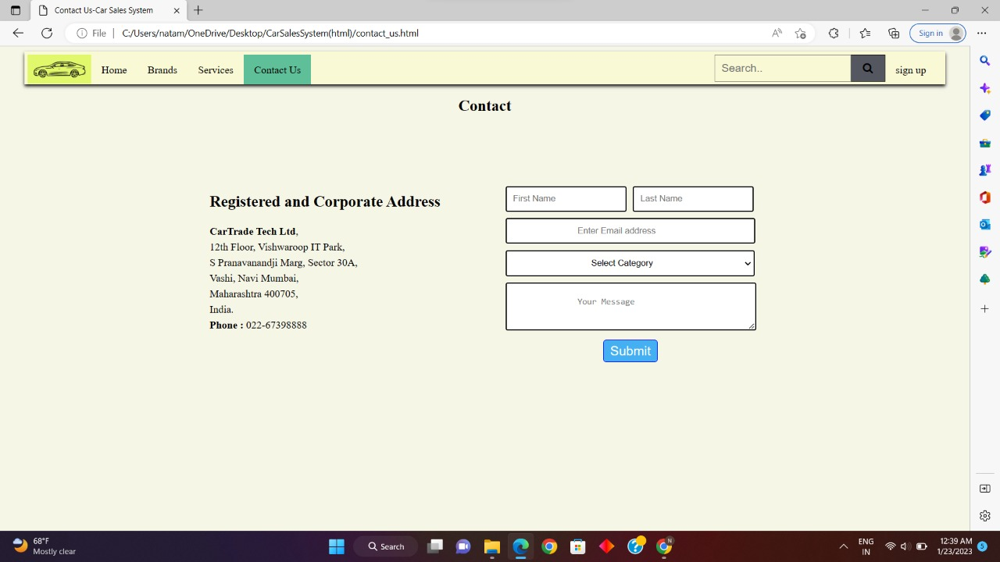 Contact Us-Car Sales System
File | C:/Users/natam/OneDrive/Desktop/CarSalesSystem(html)/contact_us.html
Sign in
Home Brands Services Contact Us Search.. sign up
Contact
Registered and Corporate Address
CarTrade Tech Ltd,
12th Floor, Vishwaroop IT Park,
S Pranavanandji Marg, Sector 30A,
Vashi, Navi Mumbai,
Maharashtra 400705,
India.
Phone : 022-67398888
First Name Last Name
Enter Email address
Select Category
Your Message
Submit
68°F
Mostly clear
Search
N
ENG
IN
12:39 AM
1/23/2023
5